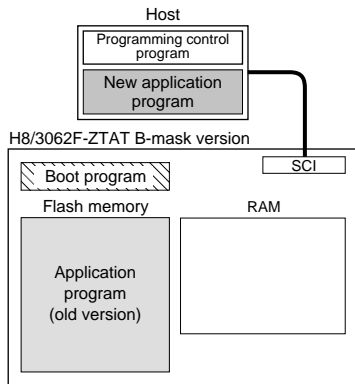 Host
Programming control
program
New application
program
H8/3062F-ZTAT B-mask version
SCI
Boot program
Flash memory
RAM
Application
program
(old version)